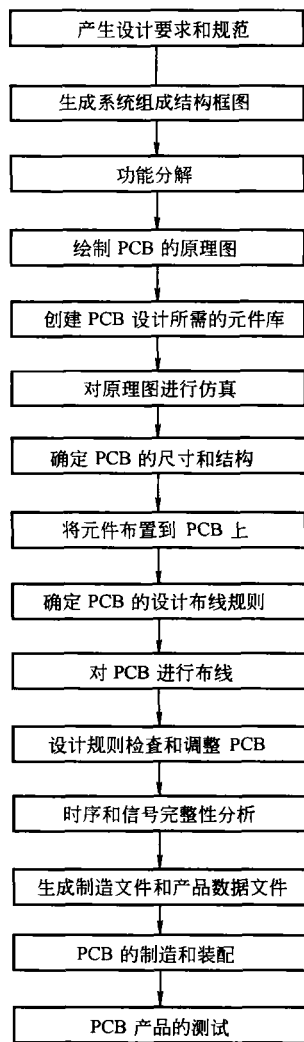 产生设计要求和规范
生成系统组成结构框图
功能分解
绘制 PCB 的原理图
创建 PCB 设计所需的元件库
对原理图进行仿真
确定 PCB 的尺寸和结构
将元件布置到 PCB 上
确定 PCB 的设计布线规则
对 PCB 进行布线
设计规则检查和调整 PCB
时序和信号完整性分析
生成制造文件和产品数据文件
PCB 的制造和装配
PCB 产品的测试